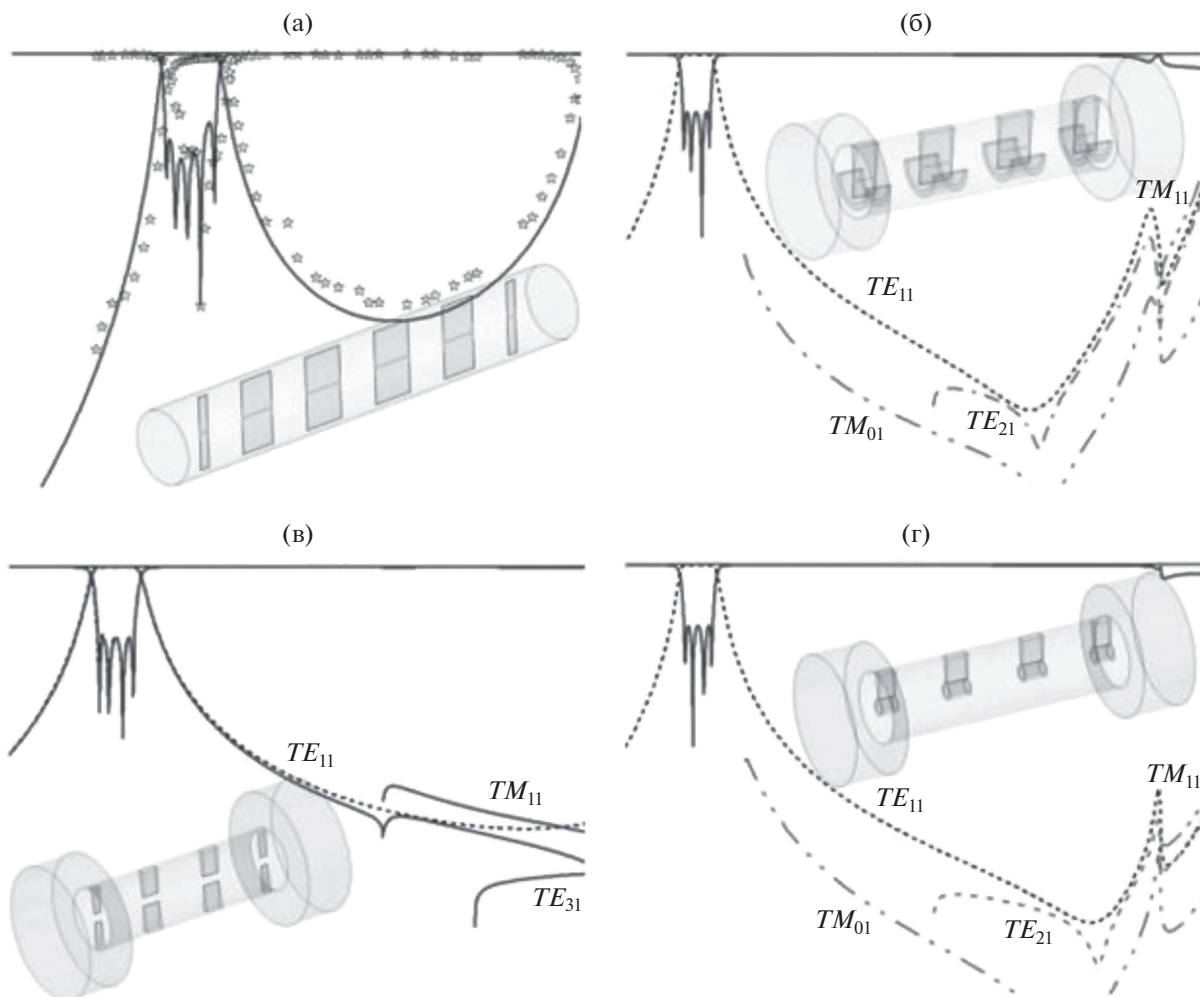 (а)
(б)
TM₁₁
TE₁₁
TM₀₁
TE₂₁
(в)
(г)
TE₁₁
TM₁₁
TE₃₁
TE₁₁
TM₁₁
TM₀₁
TE₂₁